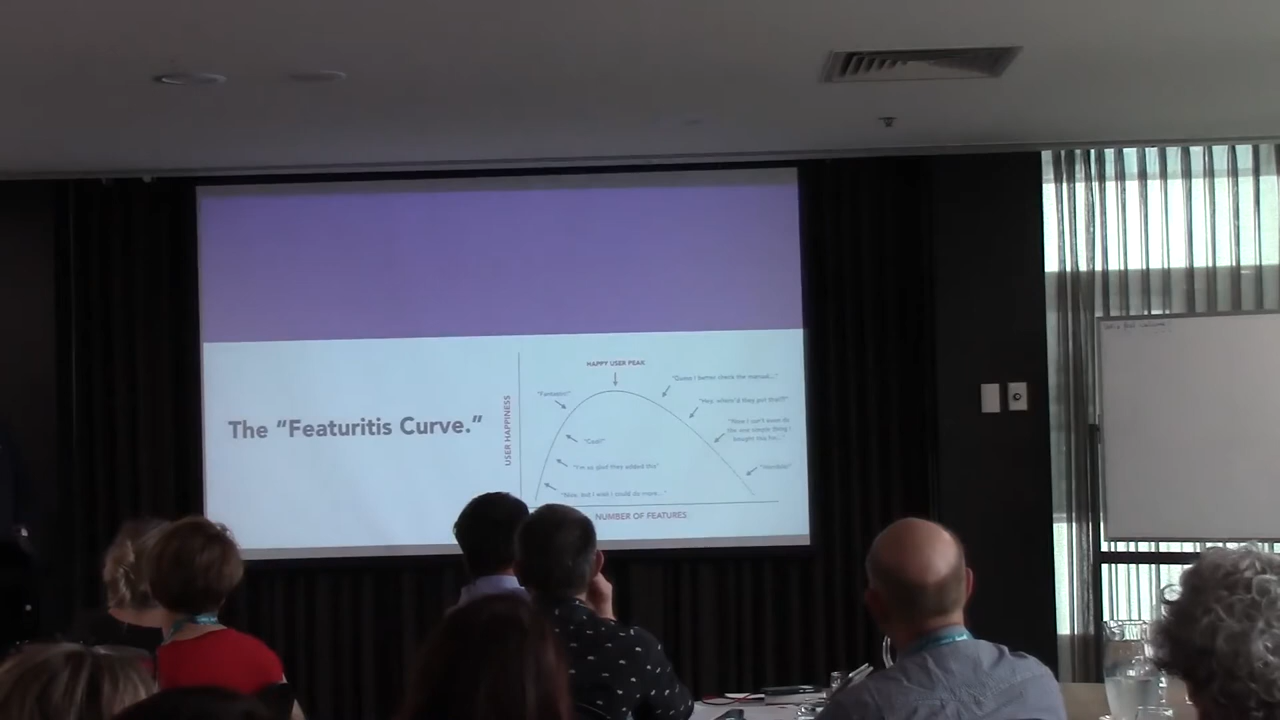 The "Featuritis Curve."
USER HAPPINESS
HAPPY USER PEAK
"Fantastic!"
"Cool!"
"I'm so glad they added this"
"Nice, but I wish I could do more..."
"Guess I better check the manual..."
"Hey, where'd they put that?!"
"Now I can't even do
the one simple thing I
bought this for..."
"Horrible!"
NUMBER OF FEATURES